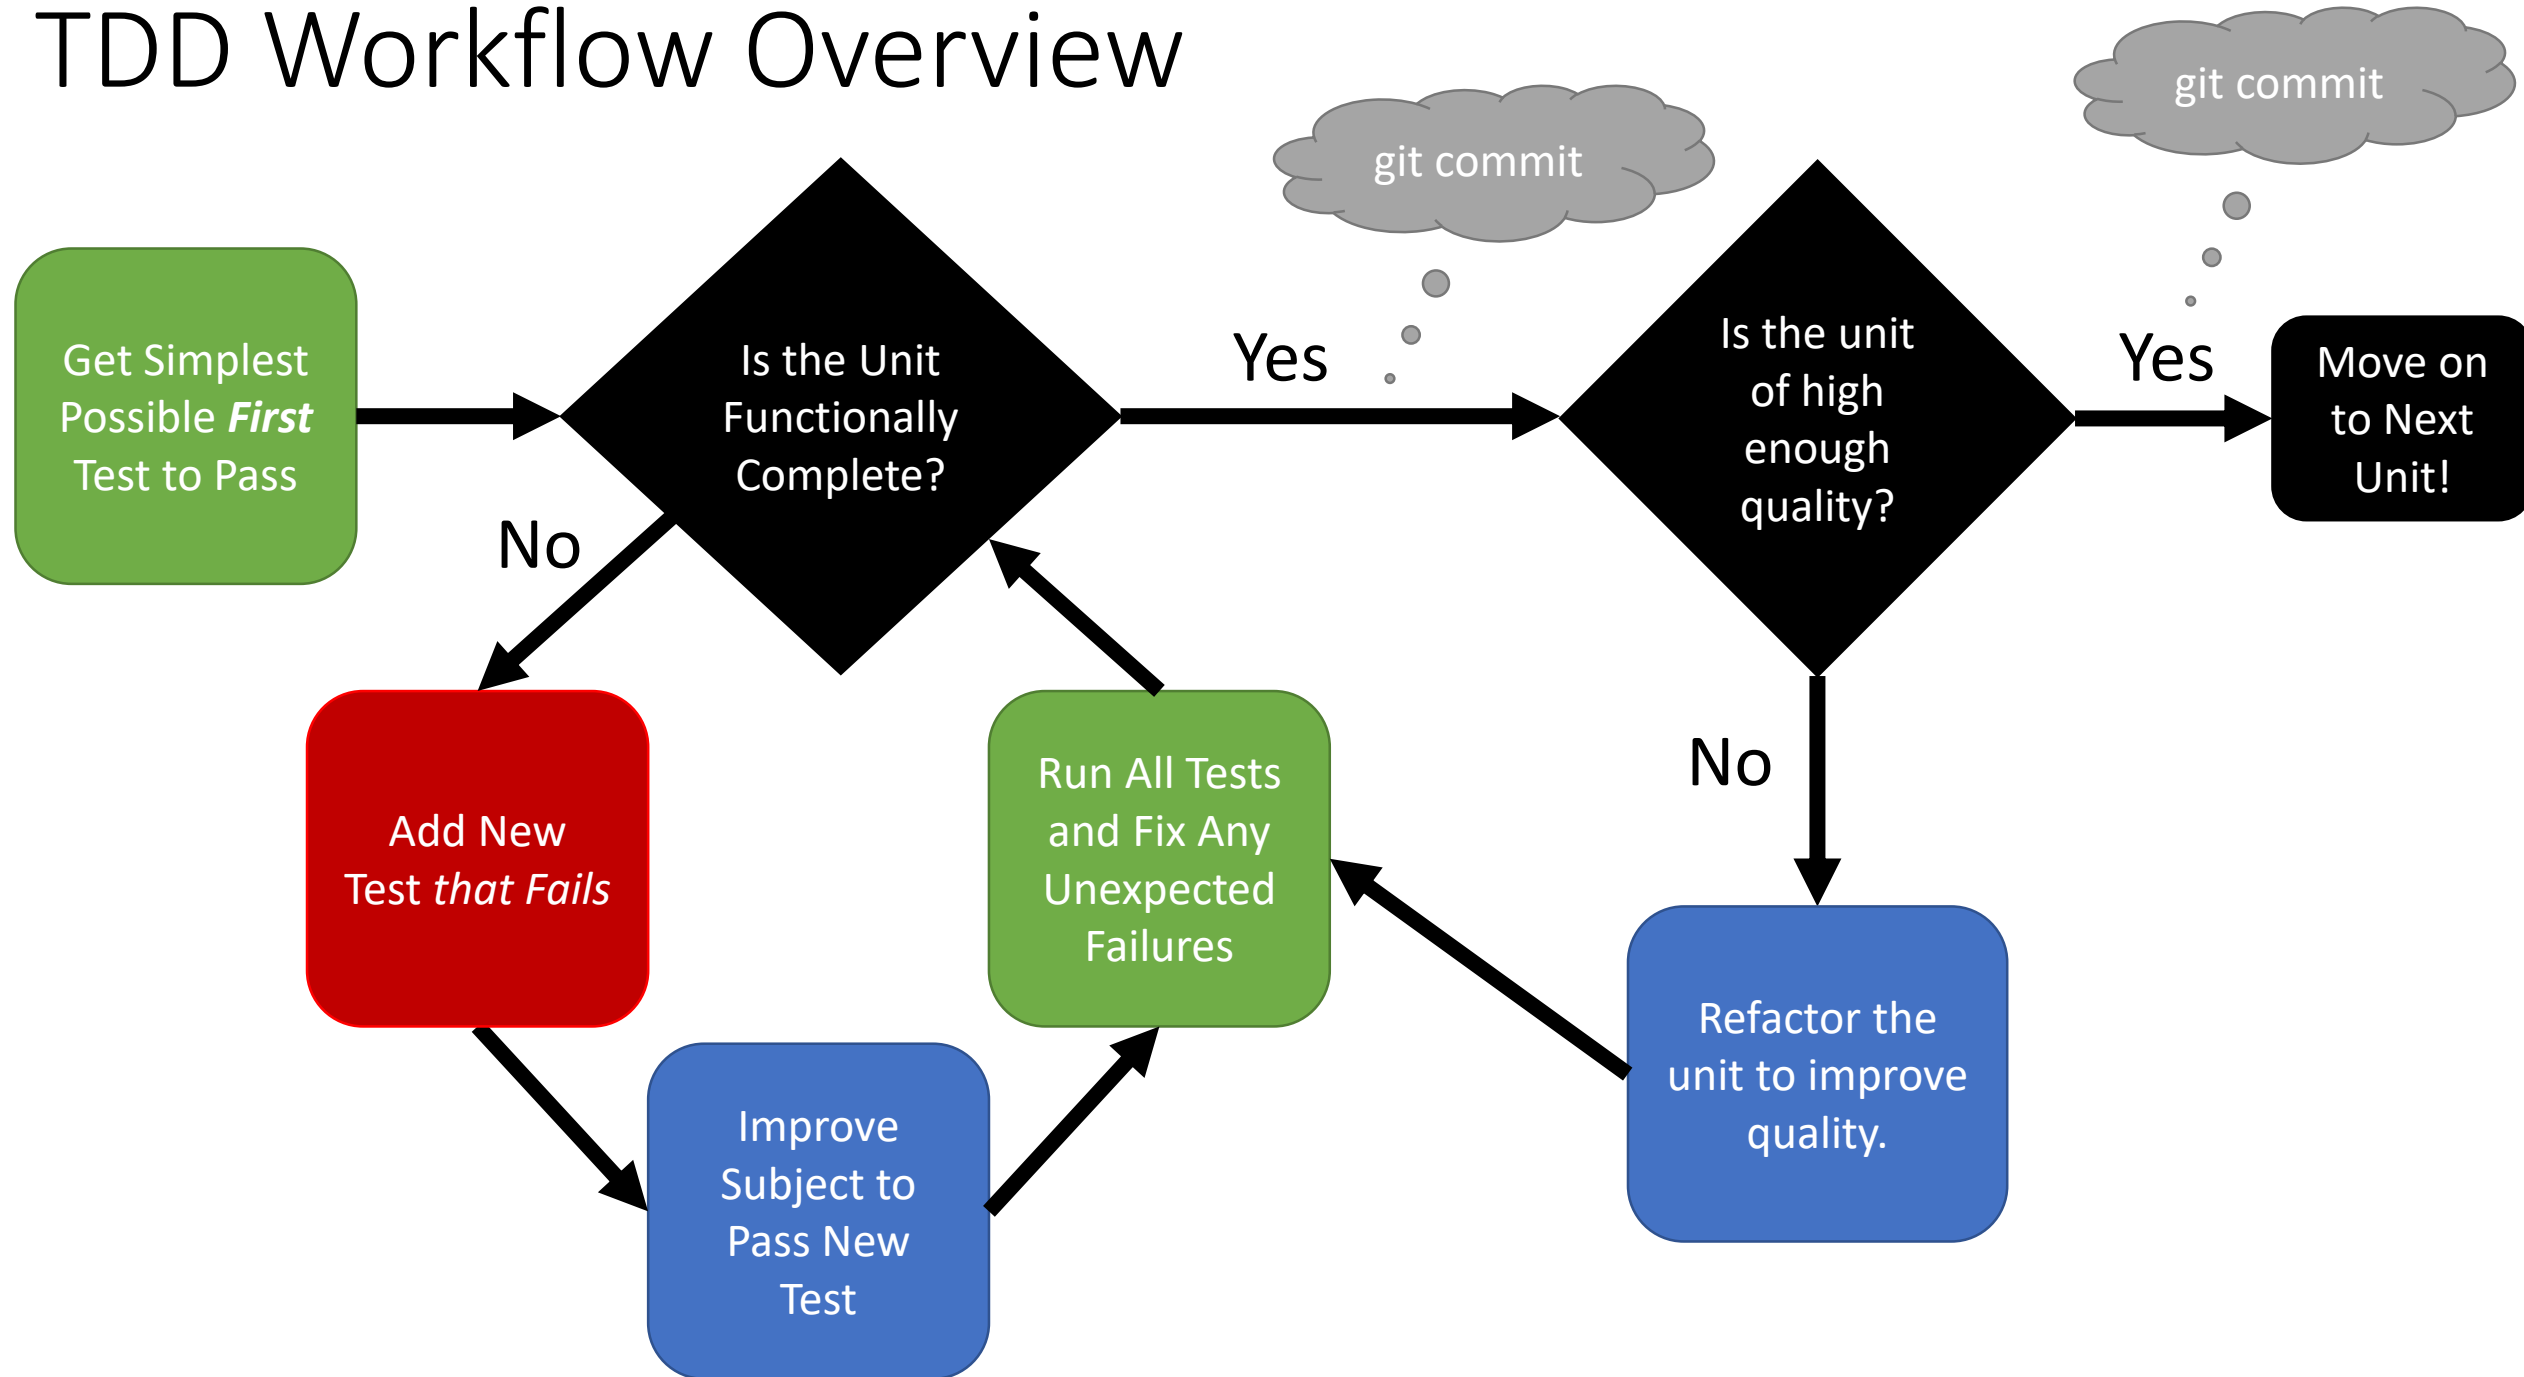 TDD Workflow Overview
git commit
git commit
Get Simplest
Possible First
Test to Pass
Is the Unit
Functionally
Complete?
Yes
Is the unit
of high
enough
quality?
Yes
Move on
to Next
Unit!
No
Add New
Test that Fails
Improve
Subject to
Pass New
Test
Run All Tests
and Fix Any
Unexpected
Failures
No
Refactor the
unit to improve
quality.